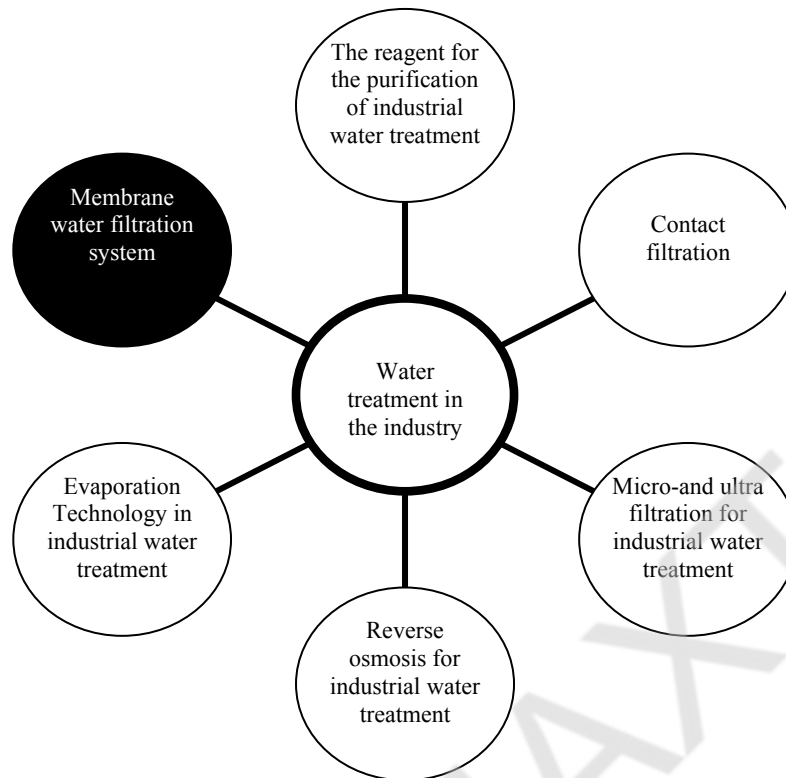 The reagent for
the purification
of industrial
water treatment
Membrane
water filtration
system
Contact
filtration
Water
treatment in
the industry
Evaporation
Technology in
industrial water
treatment
Micro-and ultra
filtration for
industrial water
treatment
Reverse
osmosis for
industrial water
treatment